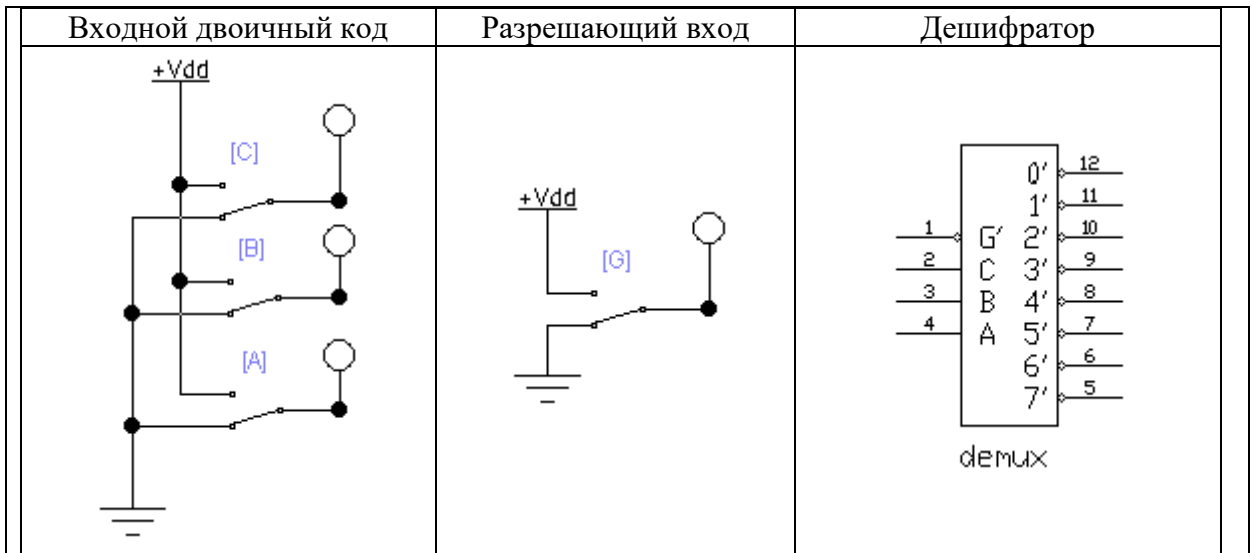 Входной двоичный код
Разрешающий вход
Дешифратор
+Vdd
[C]
[B]
[A]
+Vdd
[G]
0' 12
1' 11
1 G' 2' 10
2 C 3' 9
3 B 4' 8
4 A 5' 7
6' 6
7' 5
demux